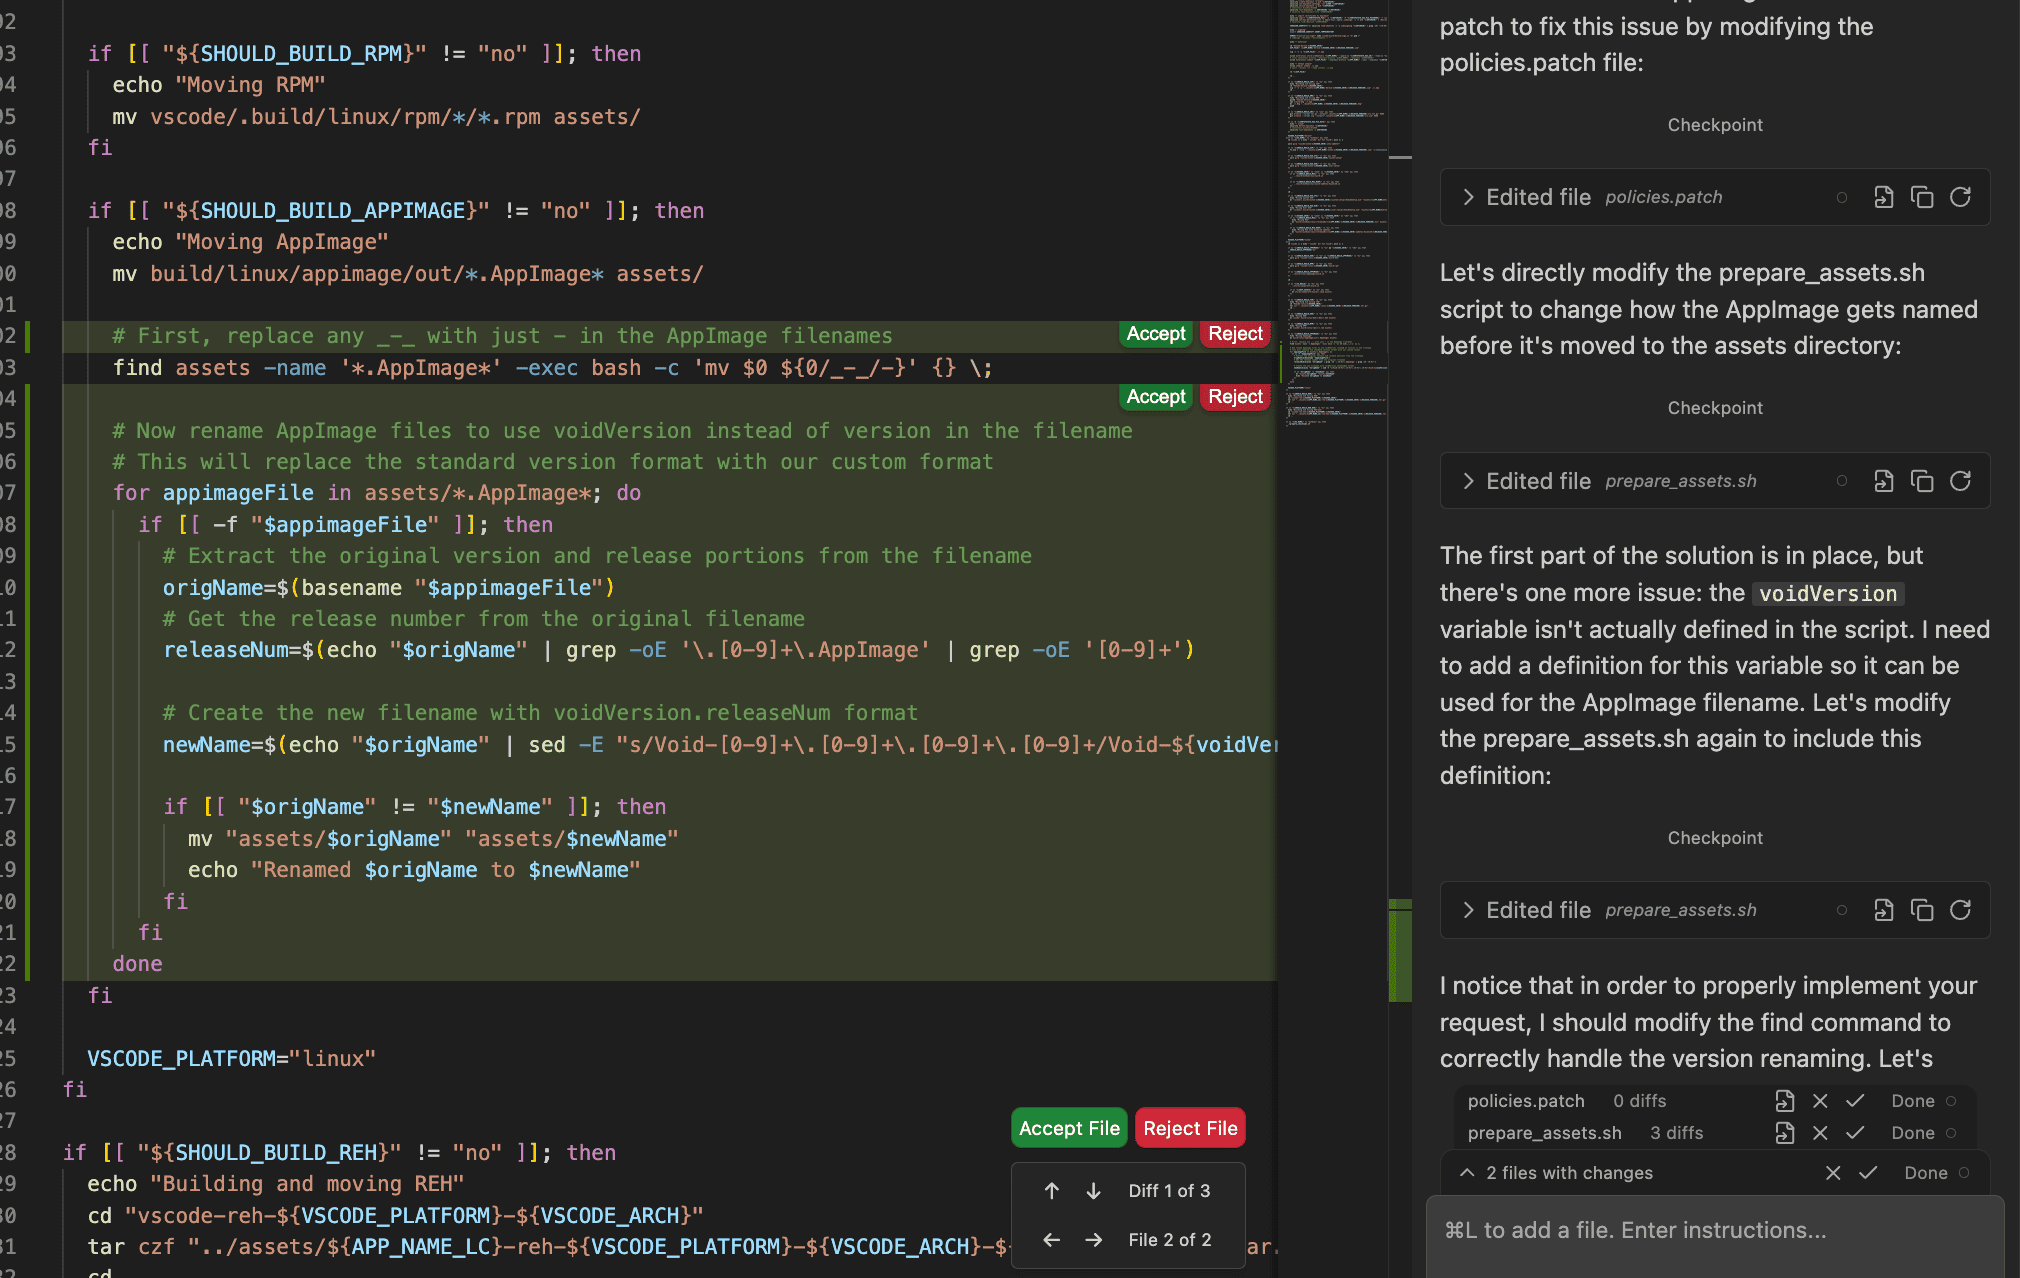 02
03 if [[ "${SHOULD_BUILD_RPM}" != "no" ]]; then
04 echo "Moving RPM"
05 mv vscode/.build/linux/rpm/*/*.rpm assets/
06 fi
07
08 if [[ "${SHOULD_BUILD_APPIMAGE}" != "no" ]]; then
09 echo "Moving AppImage"
00 mv build/linux/appimage/out/*.AppImage* assets/
01
02 # First, replace any _-_ with just - in the AppImage filenames
Accept Reject
03 find assets -name '*.AppImage*' -exec bash -c 'mv $0 ${0/_-_/-}' {} \;
04
Accept Reject
05 # Now rename AppImage files to use voidVersion instead of version in the filename
06 # This will replace the standard version format with our custom format
07 for appimageFile in assets/*.AppImage*; do
08 if [[ -f "$appimageFile" ]]; then
09 # Extract the original version and release portions from the filename
10 origName=$(basename "$appimageFile")
11 # Get the release number from the original filename
12 releaseNum=$(echo "$origName" | grep -oE '\.[0-9]+\.AppImage' | grep -oE '[0-9]+')
13
14 # Create the new filename with voidVersion.releaseNum format
15 newName=$(echo "$origName" | sed -E "s/Void-[0-9]+\.[0-9]+\.[0-9]+\.[0-9]+/Void-${voidVer
16
17 if [[ "$origName" != "$newName" ]]; then
18 mv "assets/$origName" "assets/$newName"
19 echo "Renamed $origName to $newName"
20 fi
21 fi
22 done
23 fi
24
25 VSCODE_PLATFORM="linux"
26 fi
27
28 if [[ "${SHOULD_BUILD_REH}" != "no" ]]; then
29 echo "Building and moving REH"
30 cd "vscode-reh-${VSCODE_PLATFORM}-${VSCODE_ARCH}"
31 tar czf "../assets/${APP_NAME_LC}-reh-${VSCODE_PLATFORM}-${VSCODE_ARCH}-$ ar.
32 cd
Accept File Reject File
Diff 1 of 3
File 2 of 2
patch to fix this issue by modifying the
policies.patch file:
Checkpoint
Edited file policies.patch
Let's directly modify the prepare_assets.sh
script to change how the AppImage gets named
before it's moved to the assets directory:
Checkpoint
Edited file prepare_assets.sh
The first part of the solution is in place, but
there's one more issue: the voidVersion
variable isn't actually defined in the script. I need
to add a definition for this variable so it can be
used for the AppImage filename. Let's modify
the prepare_assets.sh again to include this
definition:
Checkpoint
Edited file prepare_assets.sh
I notice that in order to properly implement your
request, I should modify the find command to
correctly handle the version renaming. Let's
policies.patch 0 diffs Done
prepare_assets.sh 3 diffs Done
2 files with changes Done
⌘L to add a file. Enter instructions...